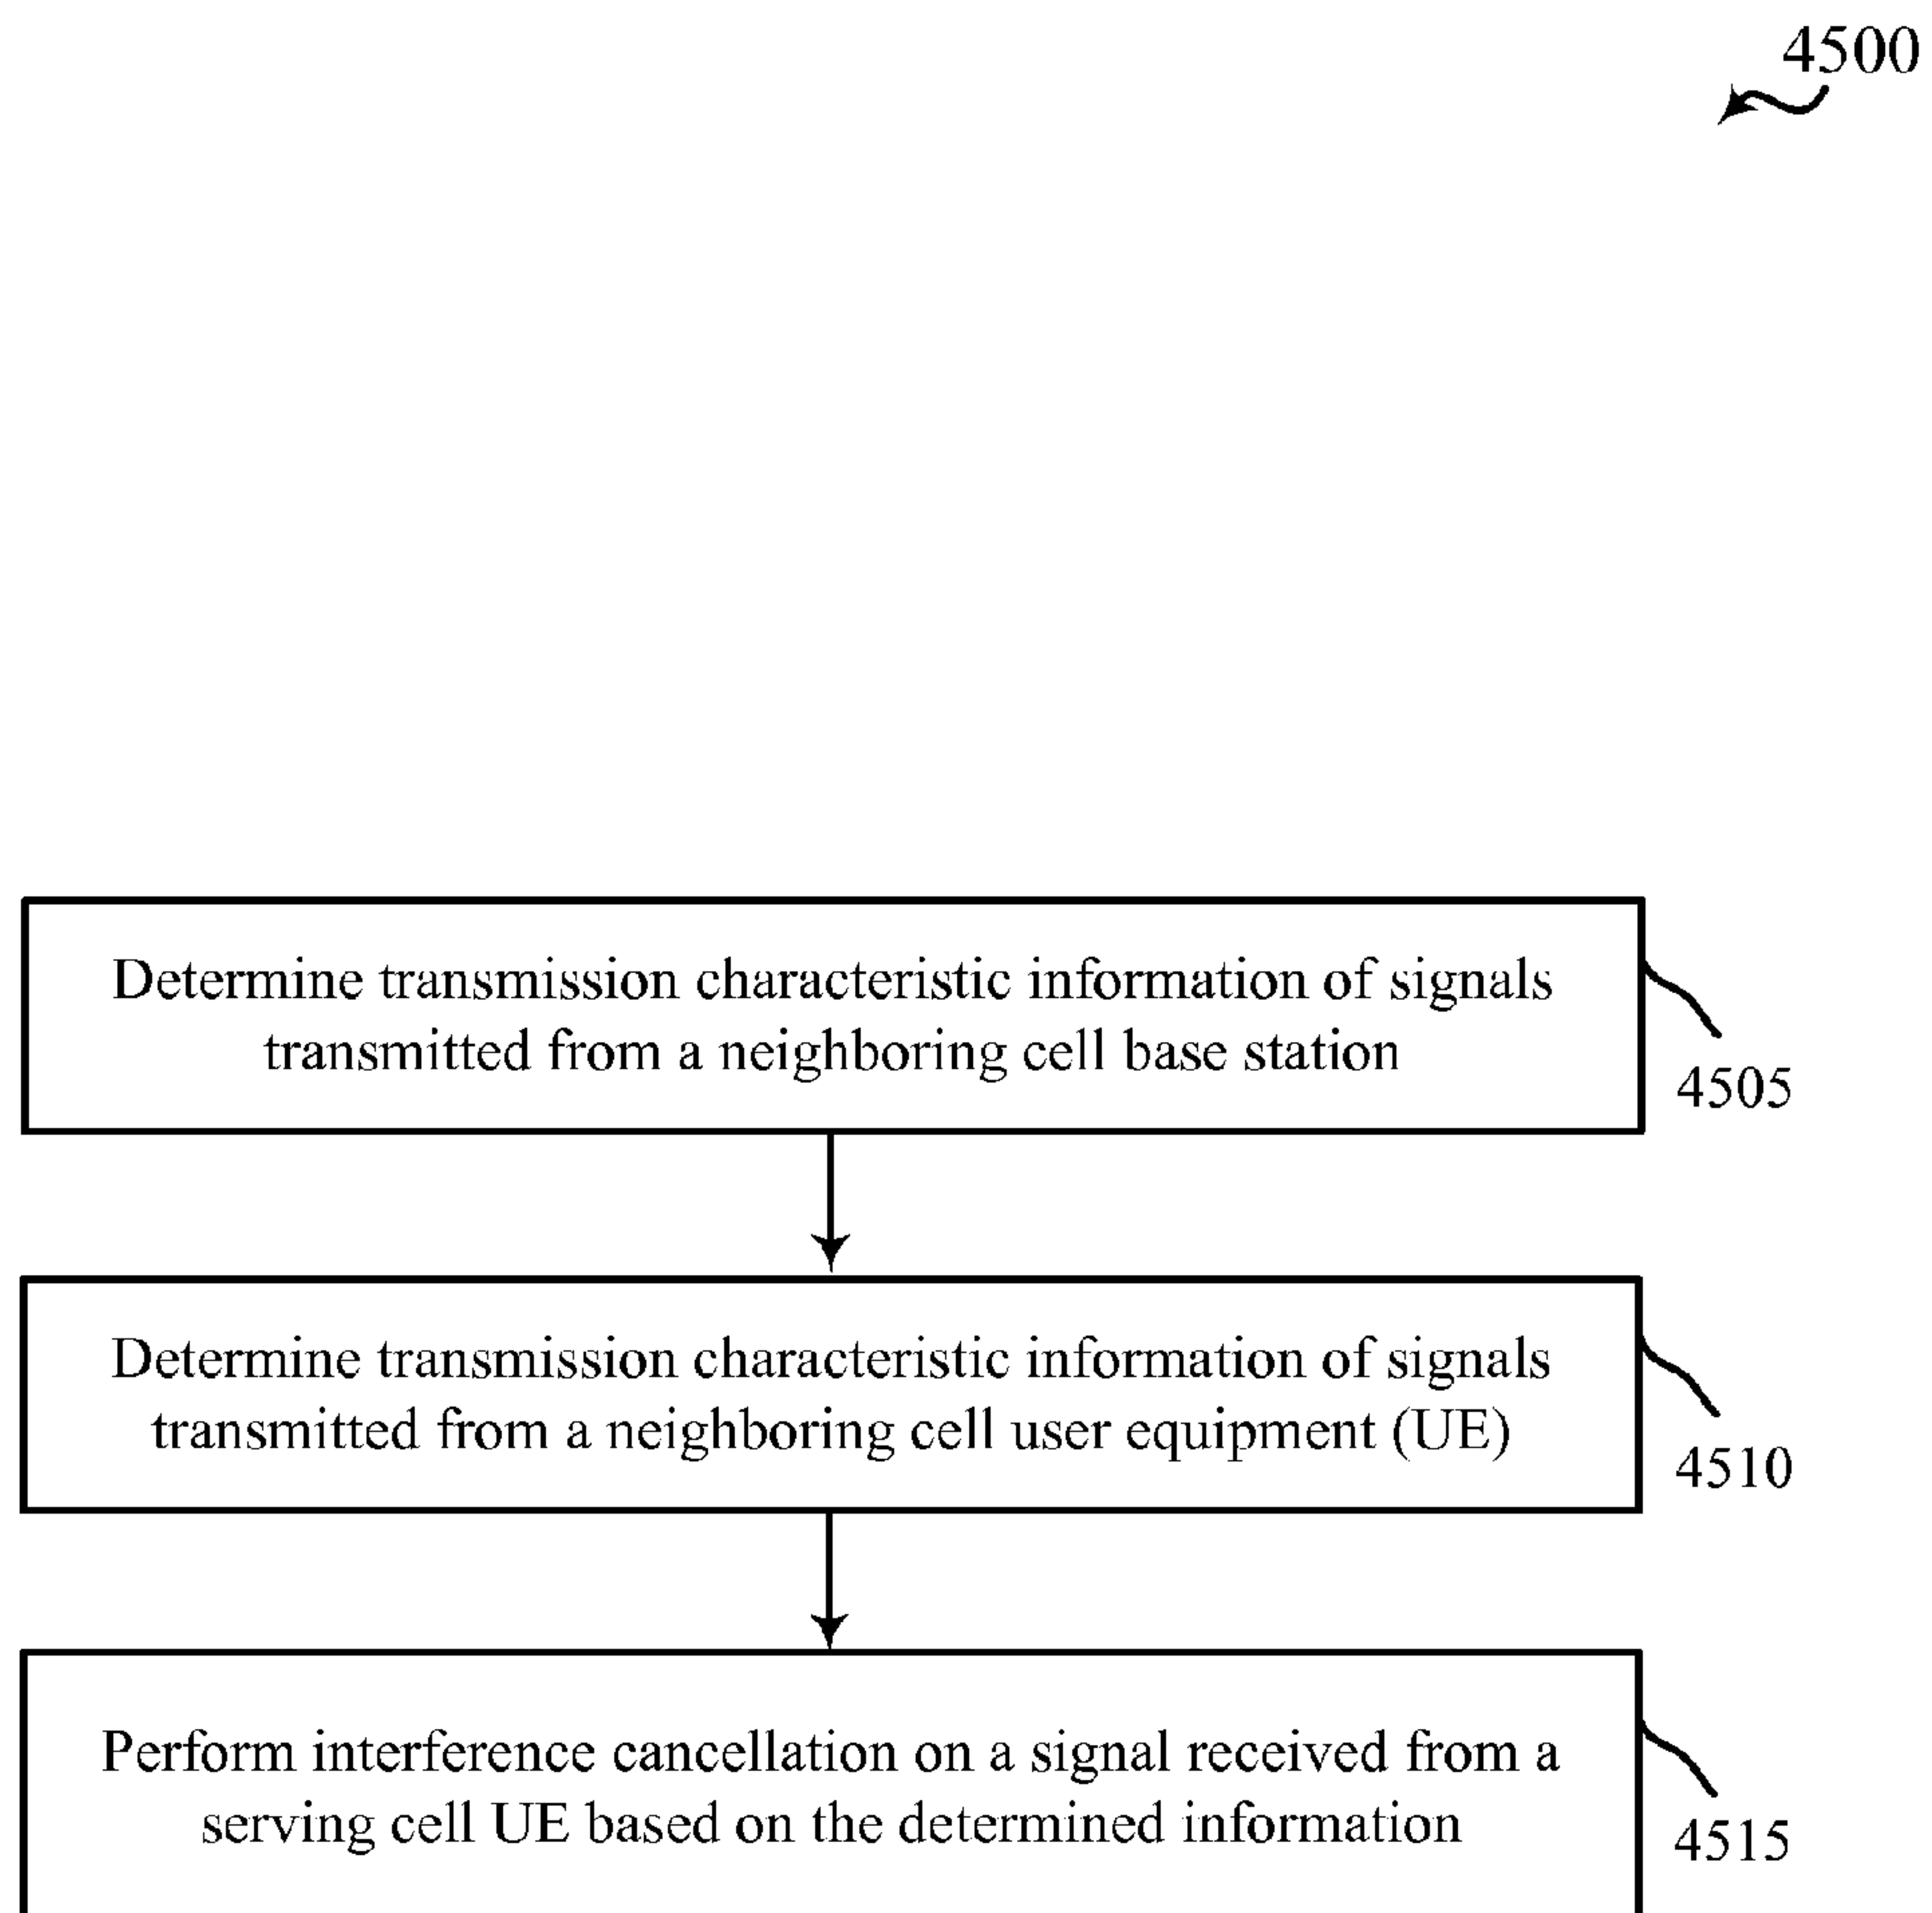 4500
Determine transmission characteristic information of signals
transmitted from a neighboring cell base station
4505
Determine transmission characteristic information of signals
transmitted from a neighboring cell user equipment (UE)
4510
Perform interference cancellation on a signal received from a
serving cell UE based on the determined information
4515